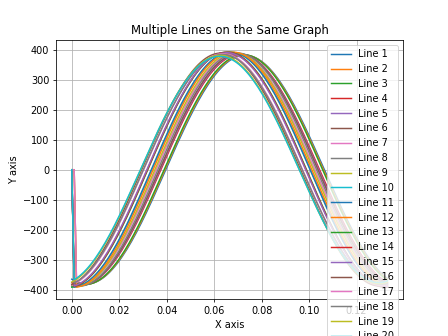 Multiple Lines on the Same Graph
Y axis
400
300
200
100
0
−100
−200
−300
−400
0.00
0.02
0.04
0.06
0.08
0.10
X axis
Line 1
Line 2
Line 3
Line 4
Line 5
Line 6
Line 7
Line 8
Line 9
Line 10
Line 11
Line 12
Line 13
Line 14
Line 15
Line 16
Line 17
Line 18
Line 19
Line 20